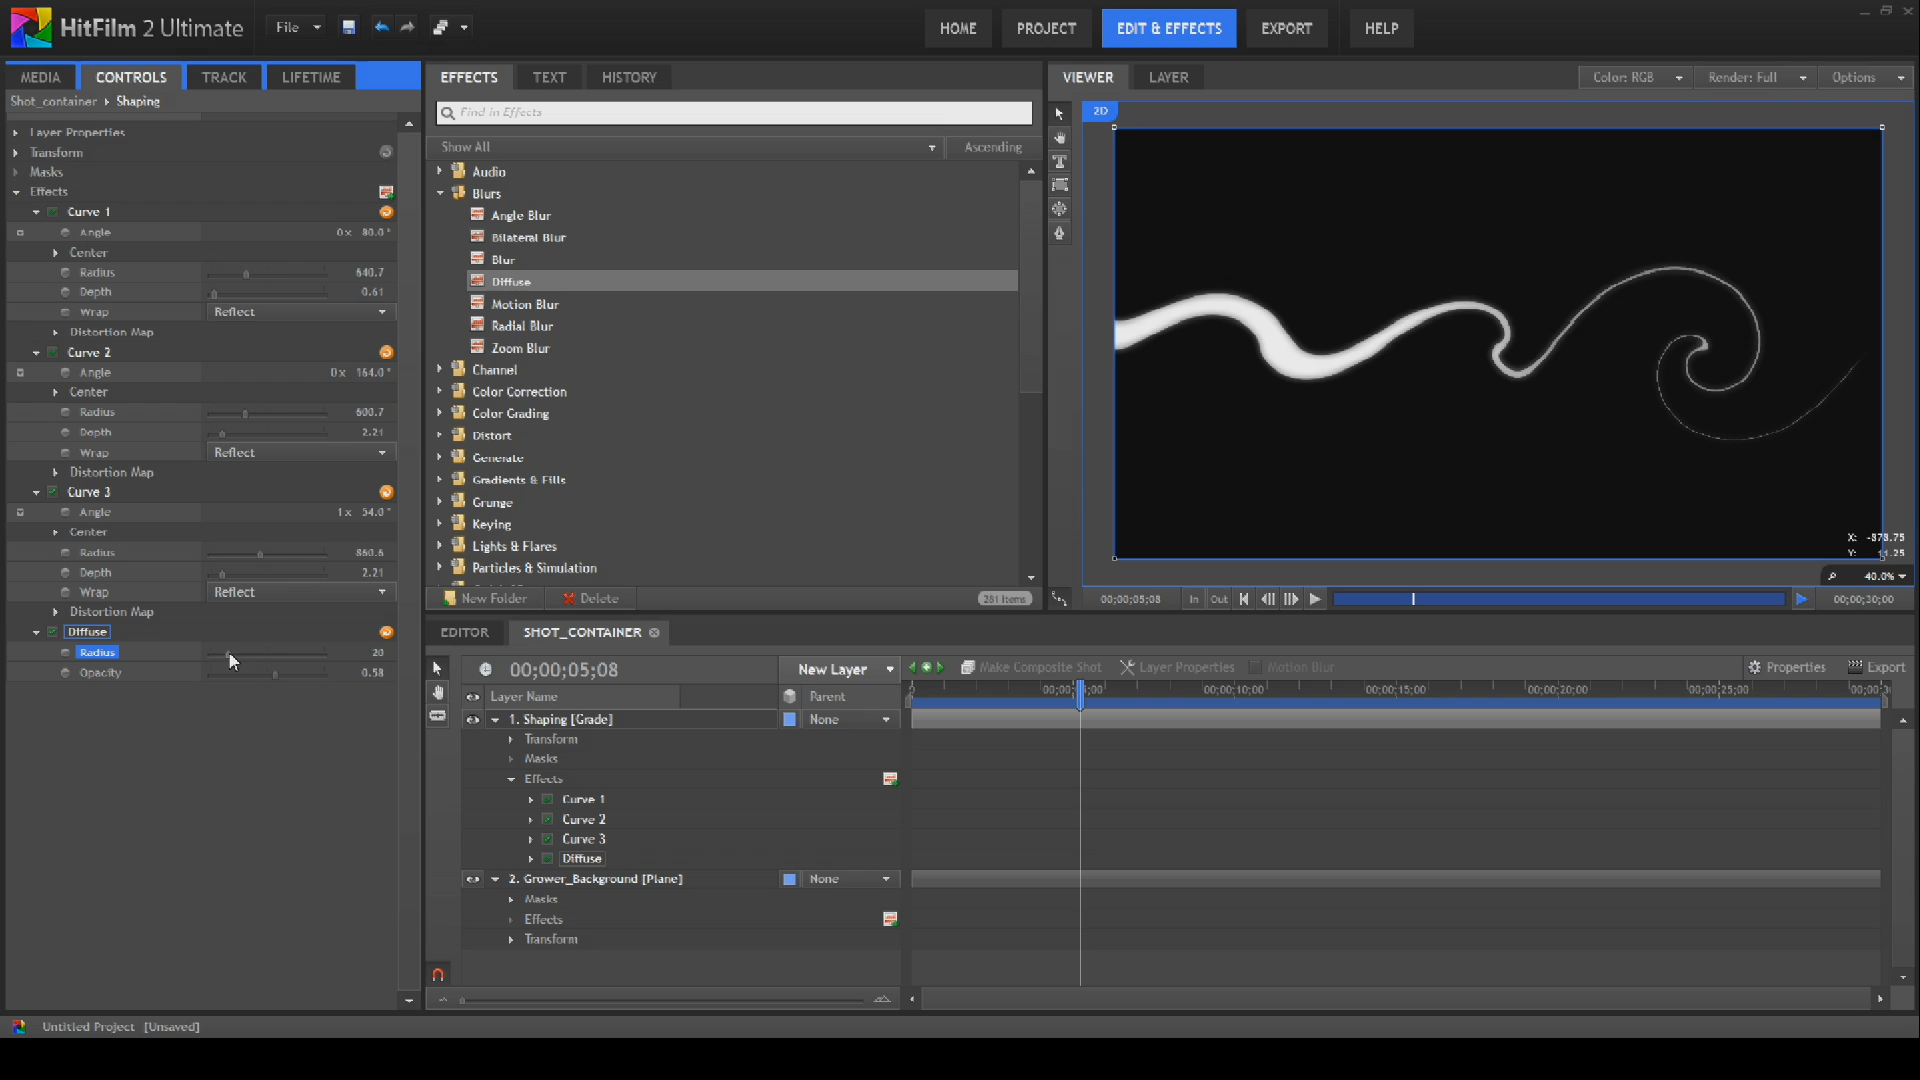 HitFilm 2 Ultimate
File
HOME
PROJECT
EDIT & EFFECTS
EXPORT
HELP
MEDIA
CONTROLS
TRACK
LIFETIME
Shot_container
Shaping
Layer Properties
Transform
Masks
Effects
Curve 1
Angle
0x 80.0°
Center
Radius
640.7
Depth
0.61
Wrap
Reflect
Distortion Map
Curve 2
Angle
0x 164.0°
Center
Radius
600.7
Depth
2.21
Wrap
Reflect
Distortion Map
Curve 3
Angle
1x 54.0°
Center
Radius
860.6
Depth
2.21
Wrap
Reflect
Distortion Map
Diffuse
Radius
20
Opacity
0.58
EFFECTS
TEXT
HISTORY
Find in Effects
Show All
Ascending
Audio
Blurs
Angle Blur
Bilateral Blur
Blur
Diffuse
Motion Blur
Radial Blur
Zoom Blur
Channel
Color Correction
Color Grading
Distort
Generate
Gradients & Fills
Grunge
Keying
Lights & Flares
Particles & Simulation
New Folder
Delete
281 Items
VIEWER
LAYER
Color: RGB
Render: Full
Options
2D
X: -878.75
Y:
40.0%
00;00;05;08
In
Out
00;00;30;00
EDITOR
SHOT_CONTAINER
00;00;05;08
New Layer
Make Composite Shot
Layer Properties
Motion Blur
Properties
Export
Layer Name
Parent
0
00;00;10;00
00;00;15;00
00;00;20;00
00;00;25;00
1. Shaping [Grade]
None
Transform
Masks
Effects
Curve 1
Curve 2
Curve 3
Diffuse
2. Grower_Background [Plane]
None
Masks
Effects
Transform
Untitled Project [Unsaved]